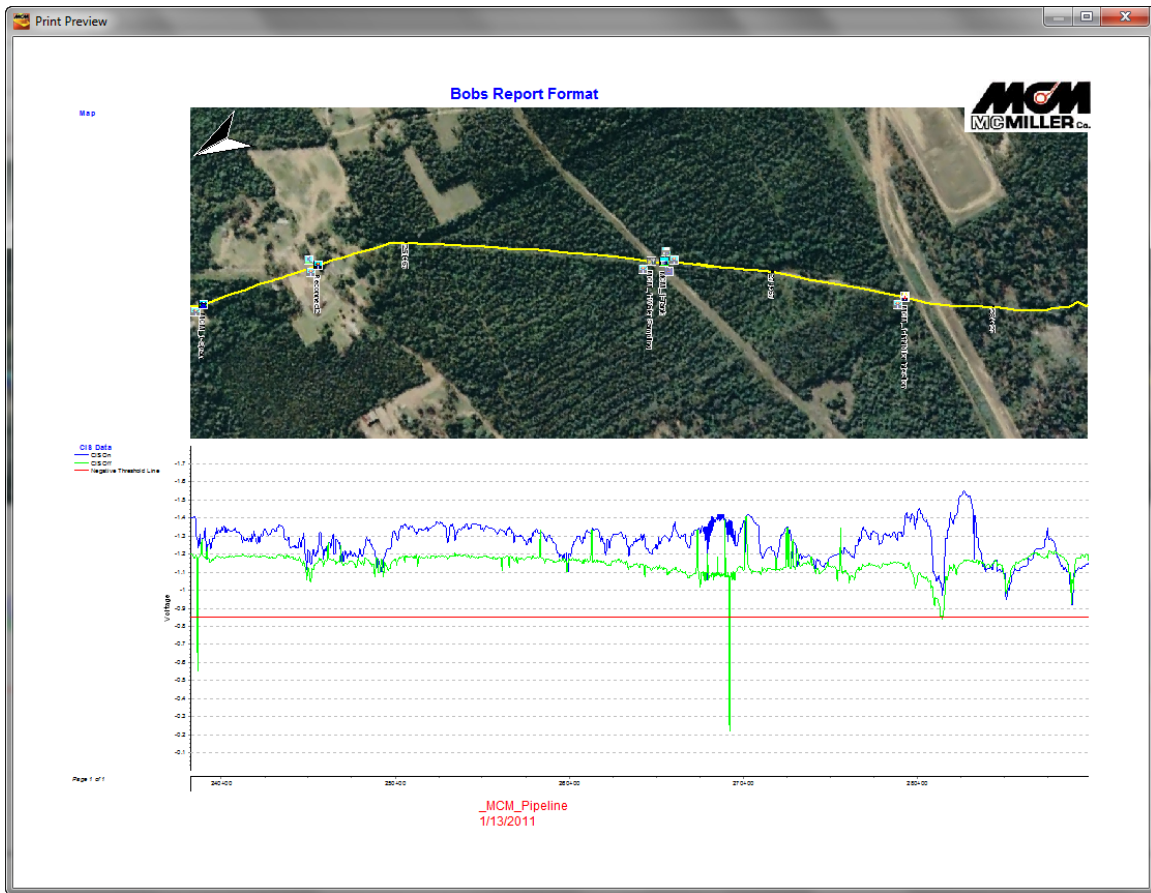 Print Preview
Bobs Report Format
MCM
MCMILLER Co.
Map
CIS Data
CIS On
CIS Off
Negative Threshold Line
-1.7
-1.6
-1.5
-1.4
-1.3
-1.2
-1.1
-1
-0.9
-0.8
-0.7
-0.6
-0.5
-0.4
-0.3
-0.2
-0.1
Voltage
Page 1 of 1
240+00
250+00
260+00
270+00
280+00
_MCM_Pipeline
1/13/2011